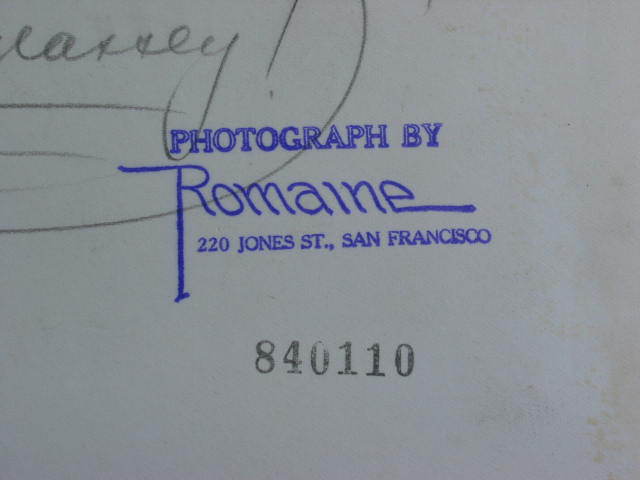 PHOTOGRAPH BY
Romaine
220 JONES ST., SAN FRANCISCO
840110